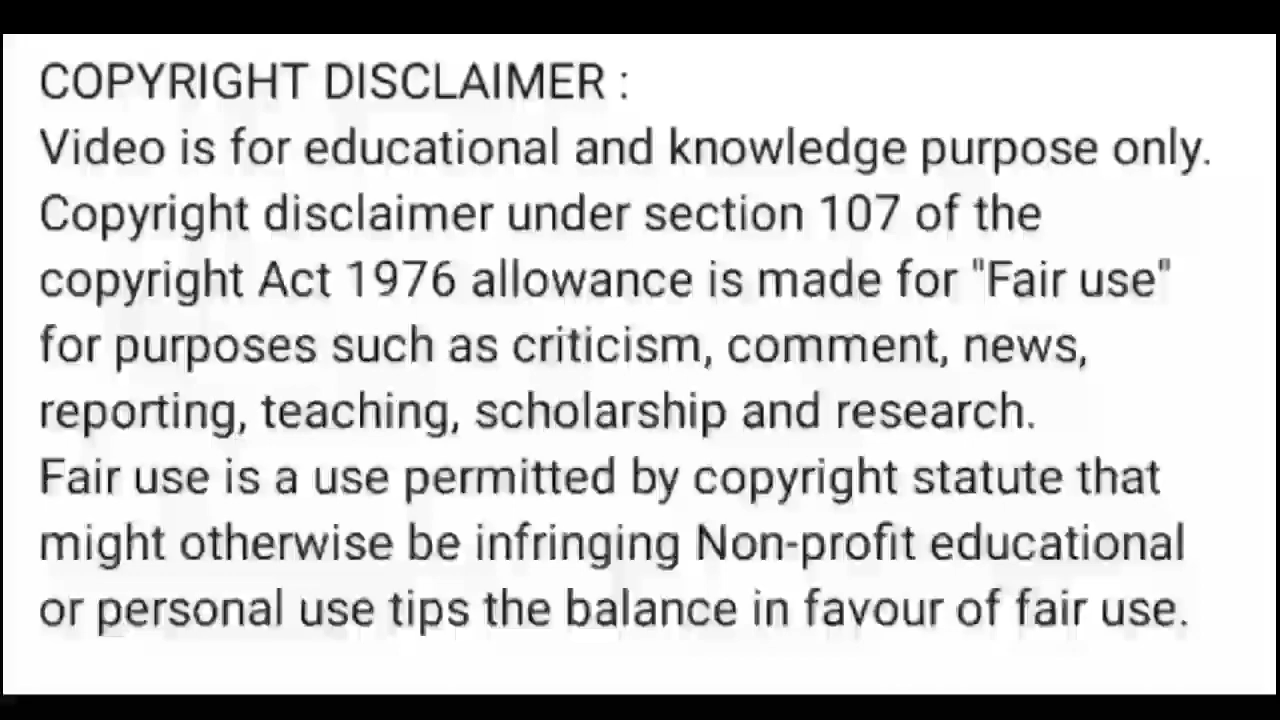 COPYRIGHT DISCLAIMER :
Video is for educational and knowledge purpose only.
Copyright disclaimer under section 107 of the
copyright Act 1976 allowance is made for "Fair use"
for purposes such as criticism, comment, news,
reporting, teaching, scholarship and research.
Fair use is a use permitted by copyright statute that
might otherwise be infringing Non-profit educational
or personal use tips the balance in favour of fair use.